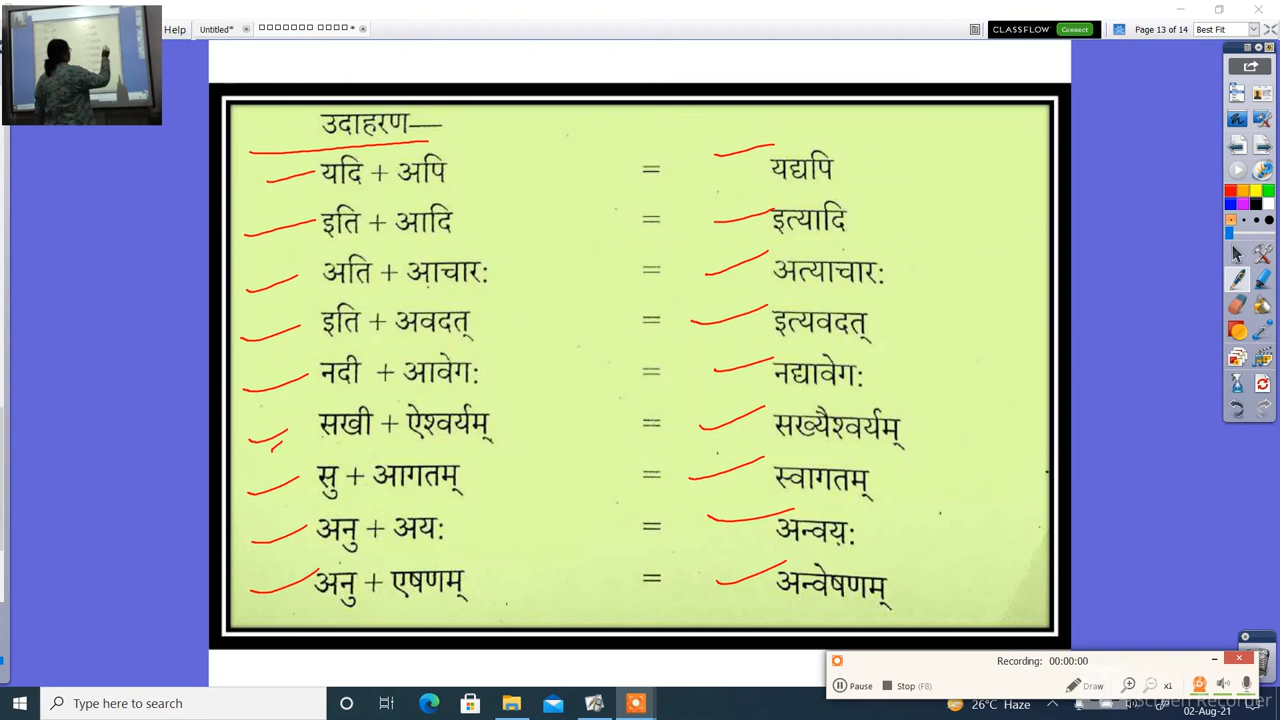 Help Untitled* CLASSFLOW Connect Page 13 of 14 Best Fit
उदाहरण—
यदि + अपि = यद्यपि
इति + आदि = इत्यादि
अति + आचार: = अत्याचार:
इति + अवदत् = इत्यवदत्
नदी + आवेग: = नद्यावेग:
सखी + ऐश्वर्यम् = सख्यैश्वर्यम्
सु + आगतम् = स्वागतम्
अनु + अय: = अन्वय:
अनु + एषणम् = अन्वेषणम्
Recording: 00:00:00
Pause Stop (F8) Draw x1
Type here to search 26°C Haze 02-Aug-21
Screen Recorder